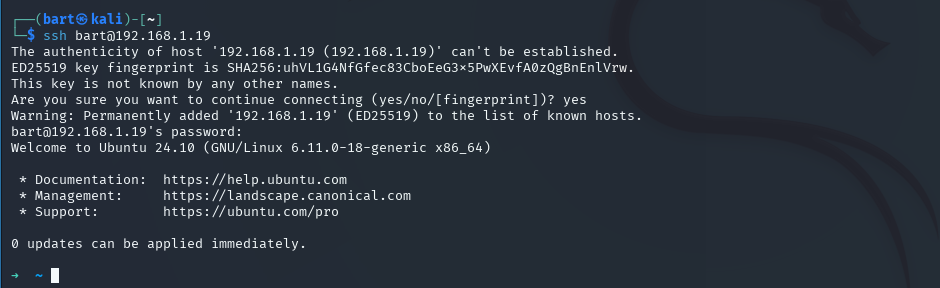 ┌──(bart㉿kali)-[~]
└─$ ssh bart@192.168.1.19
The authenticity of host '192.168.1.19 (192.168.1.19)' can't be established.
ED25519 key fingerprint is SHA256:uhVL1G4NfGfec83CboEeG3×5PwXEvfA0zQgBnEnlVrw.
This key is not known by any other names.
Are you sure you want to continue connecting (yes/no/[fingerprint])? yes
Warning: Permanently added '192.168.1.19' (ED25519) to the list of known hosts.
bart@192.168.1.19's password:
Welcome to Ubuntu 24.10 (GNU/Linux 6.11.0-18-generic x86_64)
* Documentation:  https://help.ubuntu.com
* Management:     https://landscape.canonical.com
* Support:        https://ubuntu.com/pro
0 updates can be applied immediately.
→  ~